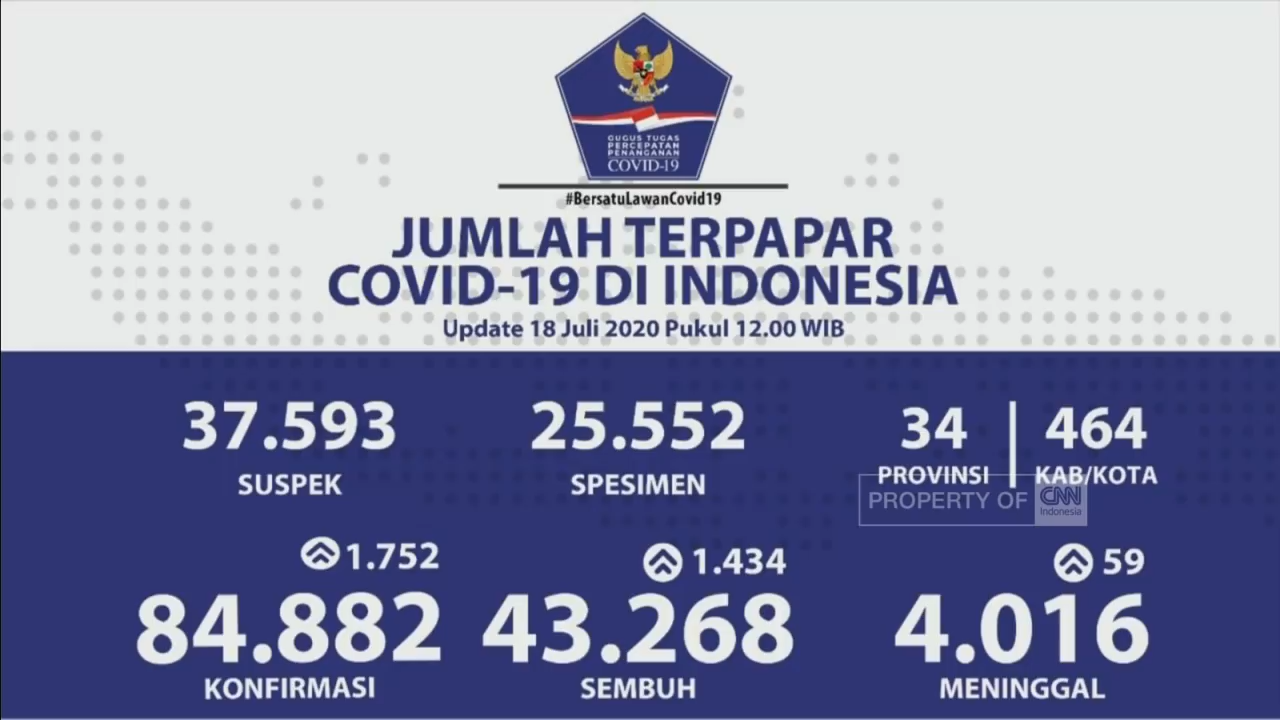 GUGUS TUGAS
PERCEPATAN
PENANGANAN
COVID-19
#BersatuLawanCovid19
JUMLAH TERPAPAR
COVID-19 DI INDONESIA
Update 18 Juli 2020 Pukul 12.00 WIB
37.593
SUSPEK
25.552
SPESIMEN
34
PROVINSI
464
KAB/KOTA
PROPERTY OF CNN Indonesia
1.752
84.882
KONFIRMASI
1.434
43.268
SEMBUH
59
4.016
MENINGGAL